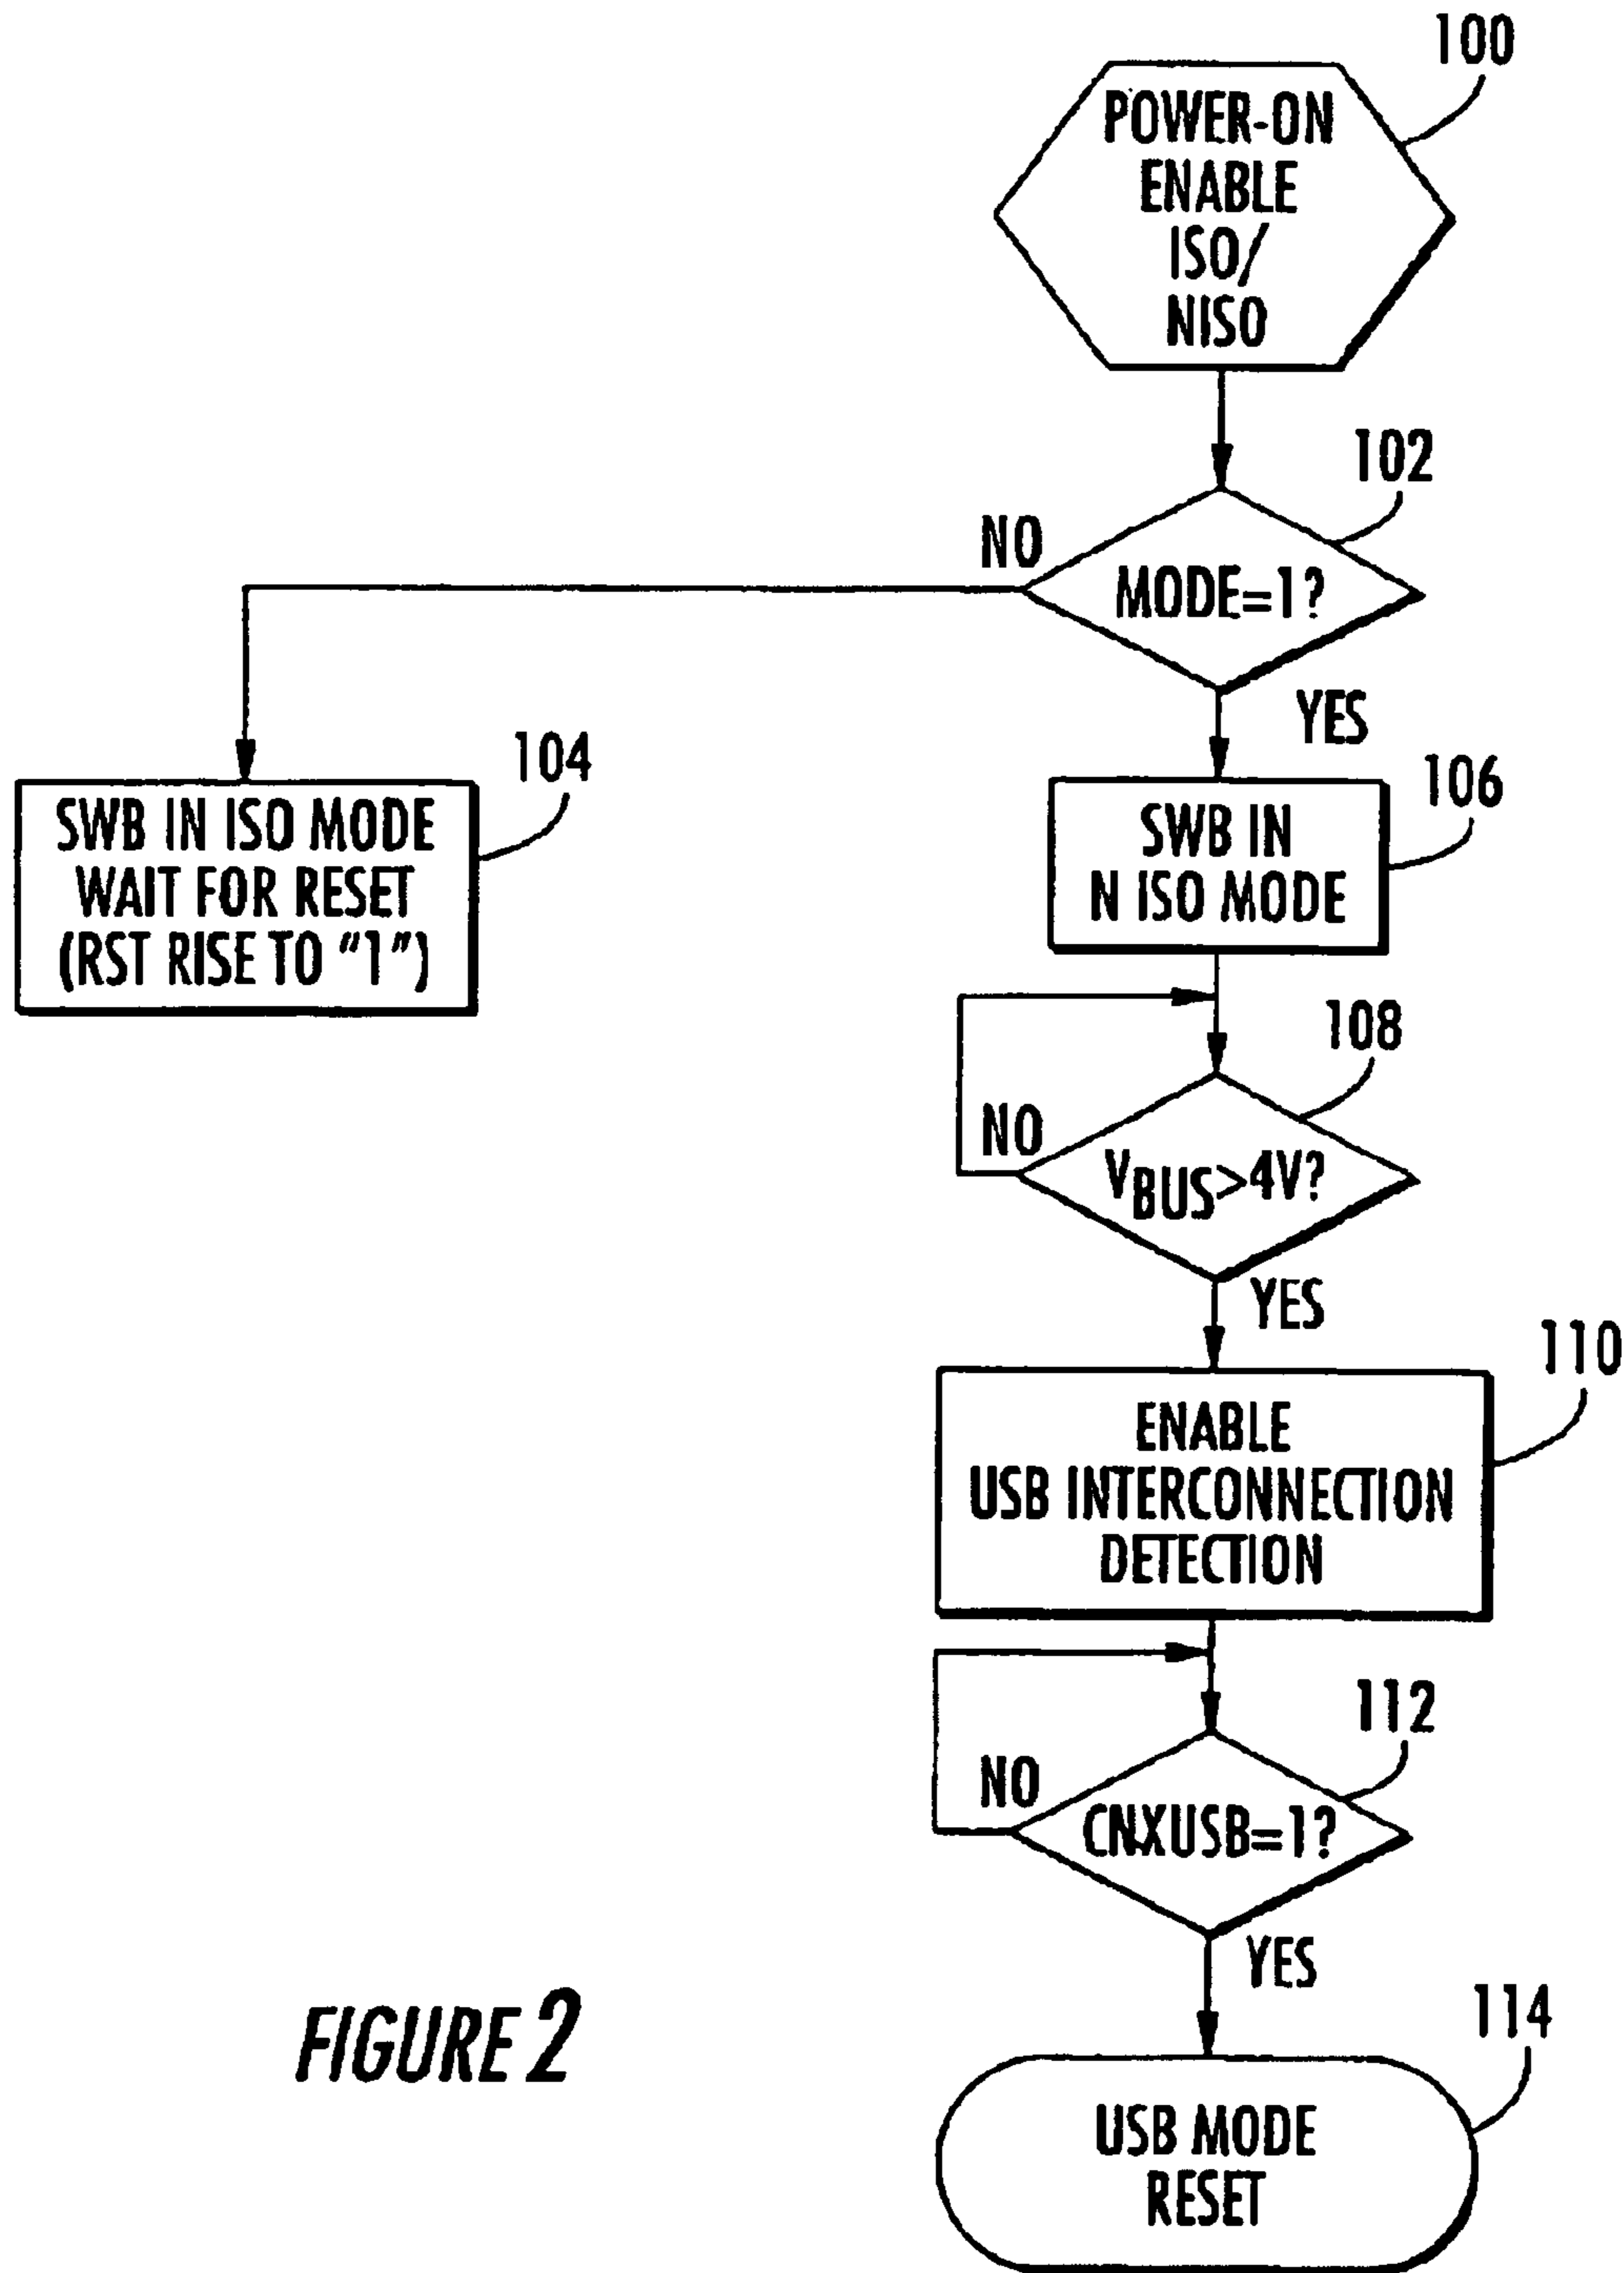 100
POWER-ON
ENABLE
ISO/
NISO
102
NO
MODE=1?
YES
104
SWB IN ISO MODE
WAIT FOR RESET
(RST RISE TO "1")
106
SWB IN
N ISO MODE
108
NO
VBUS>4V?
YES
110
ENABLE
USB INTERCONNECTION
DETECTION
112
NO
CNXUSB=1?
YES
114
USB MODE
RESET
FIGURE 2